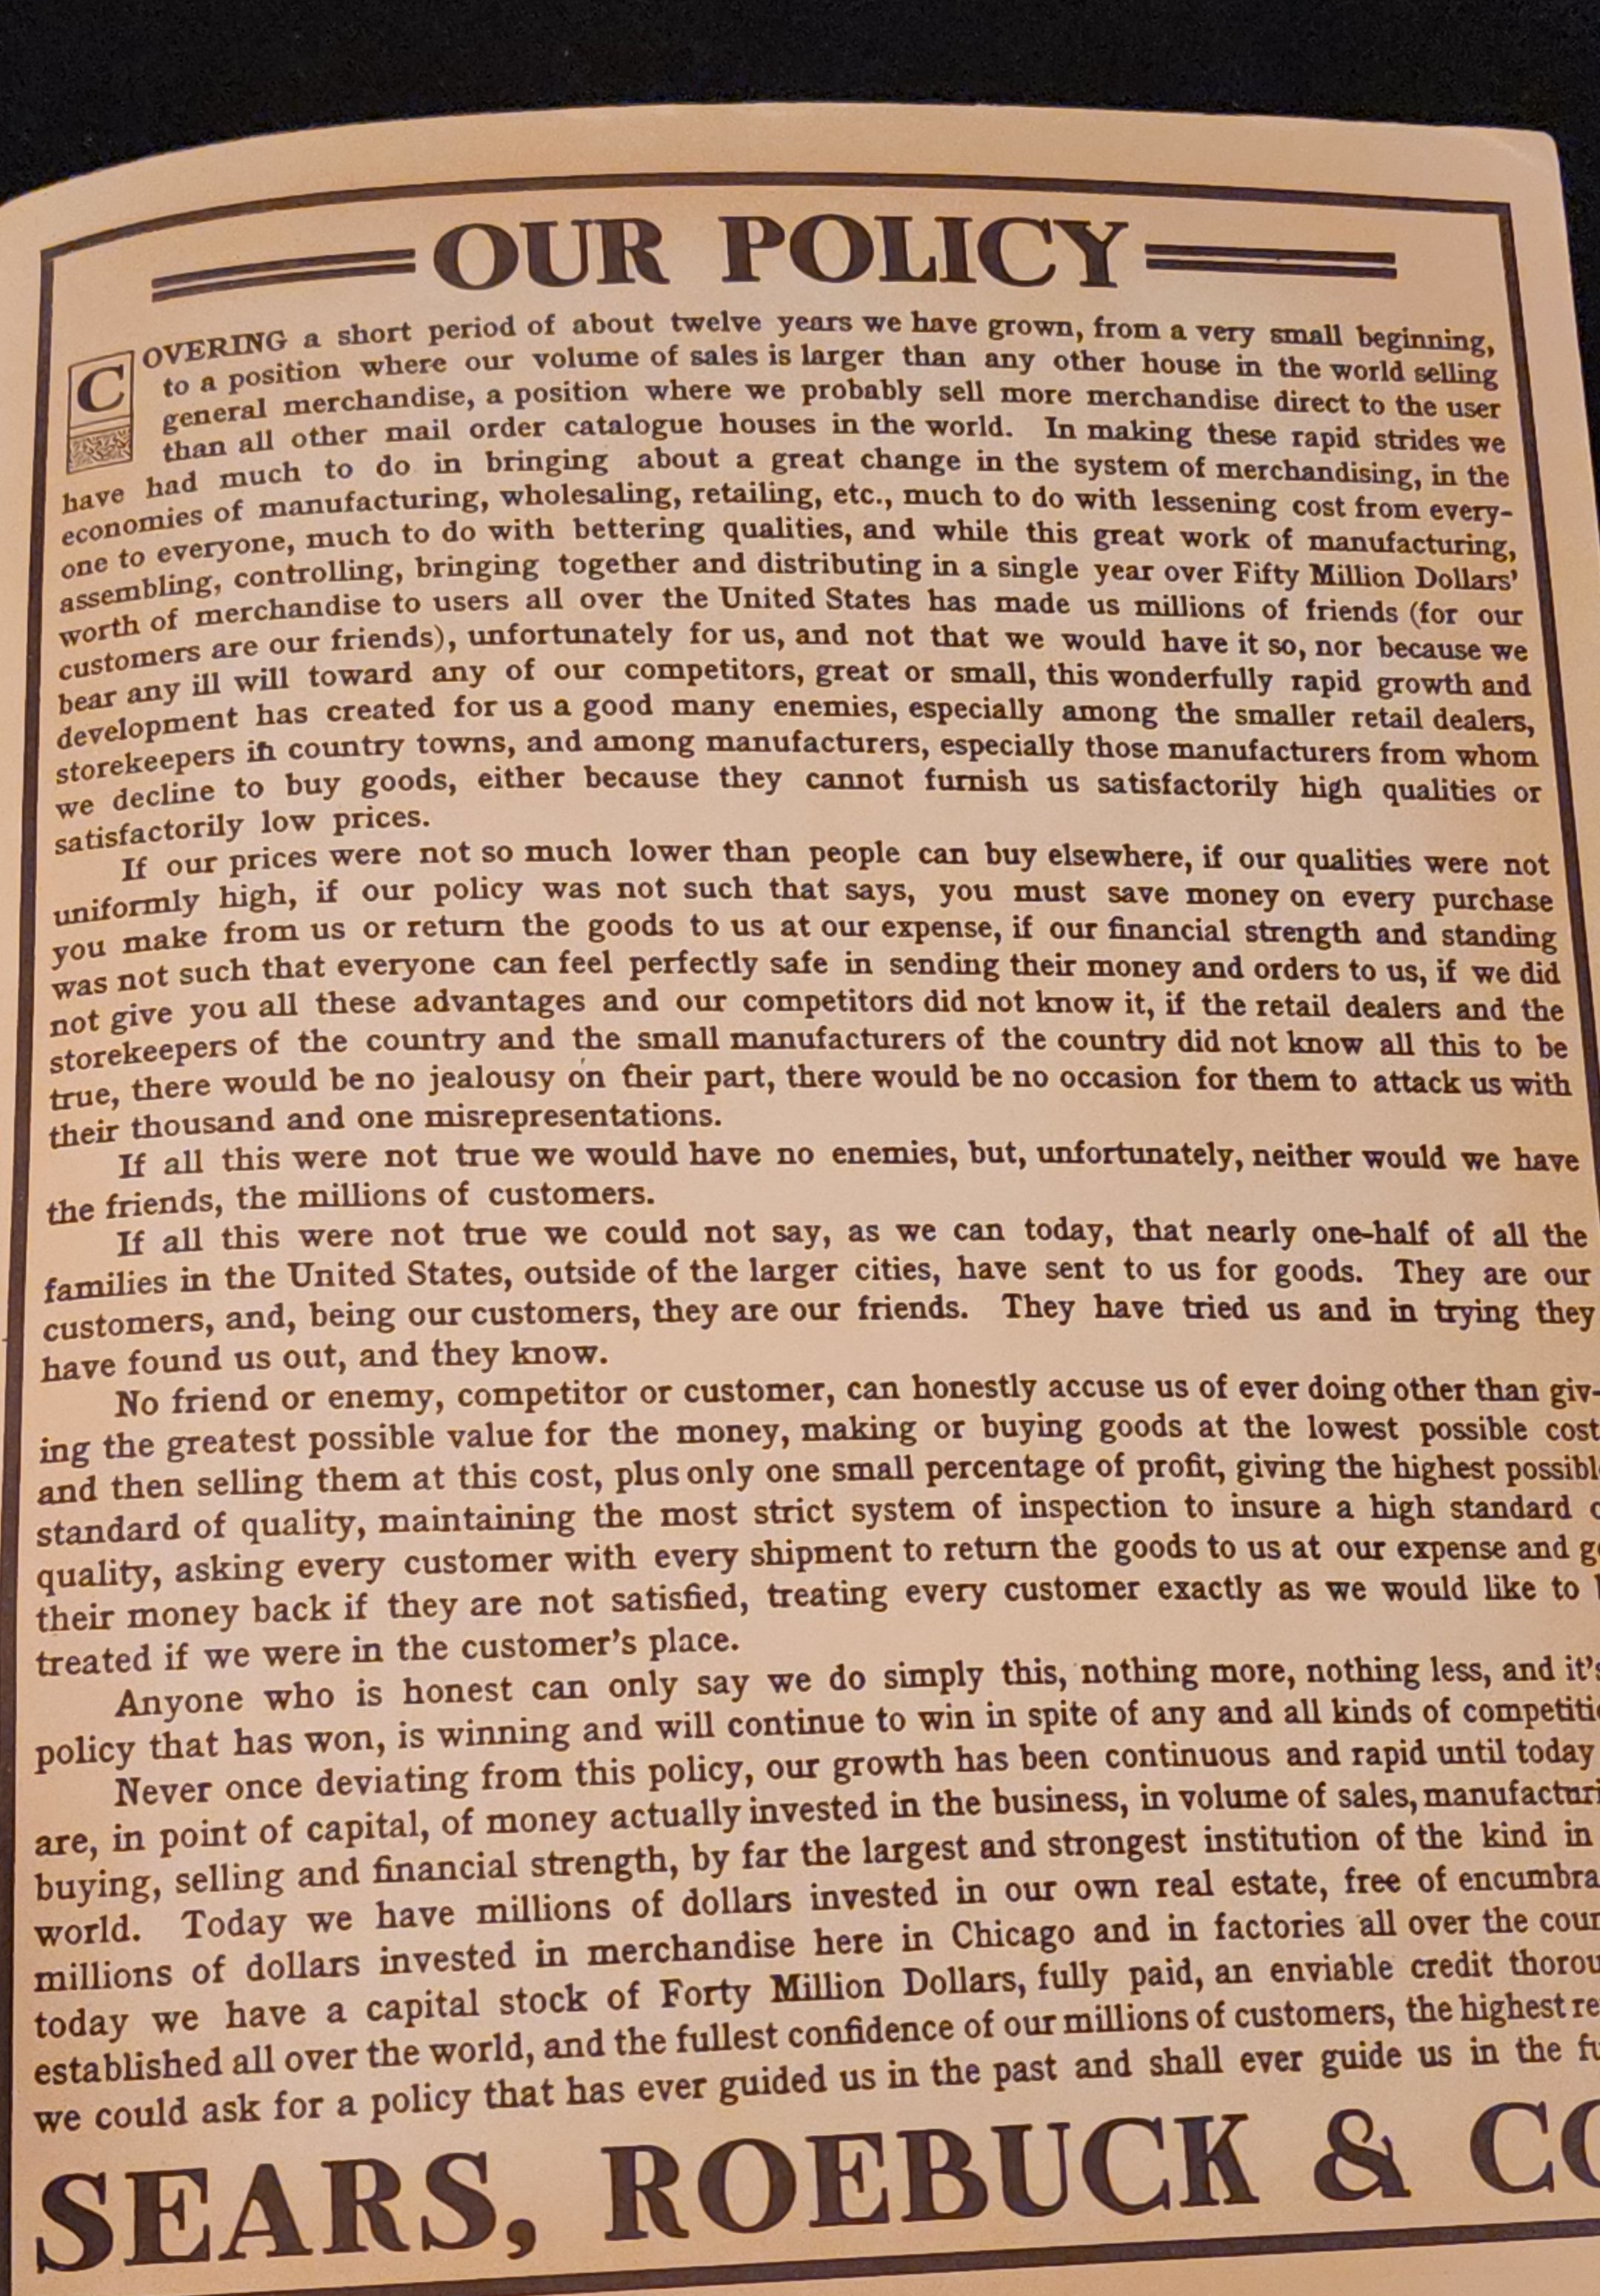 OUR POLICY
COVERING a short period of about twelve years we have grown, from a very small beginning,
to a position where our volume of sales is larger than any other house in the world selling
general merchandise, a position where we probably sell more merchandise direct to the user
than all other mail order catalogue houses in the world. In making these rapid strides we
have had much to do in bringing about a great change in the system of merchandising, in the
economies of manufacturing, wholesaling, retailing, etc., much to do with lessening cost from every-
one to everyone, much to do with bettering qualities, and while this great work of manufacturing,
assembling, controlling, bringing together and distributing in a single year over Fifty Million Dollars'
worth of merchandise to users all over the United States has made us millions of friends (for our
customers are our friends), unfortunately for us, and not that we would have it so, nor because we
bear any ill will toward any of our competitors, great or small, this wonderfully rapid growth and
development has created for us a good many enemies, especially among the smaller retail dealers,
storekeepers in country towns, and among manufacturers, especially those manufacturers from whom
we decline to buy goods, either because they cannot furnish us satisfactorily high qualities or
satisfactorily low prices.
If our prices were not so much lower than people can buy elsewhere, if our qualities were not
uniformly high, if our policy was not such that says, you must save money on every purchase
you make from us or return the goods to us at our expense, if our financial strength and standing
was not such that everyone can feel perfectly safe in sending their money and orders to us, if we did
not give you all these advantages and our competitors did not know it, if the retail dealers and the
storekeepers of the country and the small manufacturers of the country did not know all this to be
true, there would be no jealousy on their part, there would be no occasion for them to attack us with
their thousand and one misrepresentations.
If all this were not true we would have no enemies, but, unfortunately, neither would we have
the friends, the millions of customers.
If all this were not true we could not say, as we can today, that nearly one-half of all the
families in the United States, outside of the larger cities, have sent to us for goods. They are our
customers, and, being our customers, they are our friends. They have tried us and in trying they
have found us out, and they know.
No friend or enemy, competitor or customer, can honestly accuse us of ever doing other than giv-
ing the greatest possible value for the money, making or buying goods at the lowest possible cost
and then selling them at this cost, plus only one small percentage of profit, giving the highest possibl
standard of quality, maintaining the most strict system of inspection to insure a high standard
quality, asking every customer with every shipment to return the goods to us at our expense and
their money back if they are not satisfied, treating every customer exactly as we would like to
treated if we were in the customer's place.
Anyone who is honest can only say we do simply this, nothing more, nothing less, and it's
policy that has won, is winning and will continue to win in spite of any and all kinds of competiti
Never once deviating from this policy, our growth has been continuous and rapid until today
are, in point of capital, of money actually invested in the business, in volume of sales, manufacturi
buying, selling and financial strength, by far the largest and strongest institution of the kind in
world. Today we have millions of dollars invested in our own real estate, free of encumbra
millions of dollars invested in merchandise here in Chicago and in factories all over the cour
today we have a capital stock of Forty Million Dollars, fully paid, an enviable credit thorou
established all over the world, and the fullest confidence of our millions of customers, the highest re
we could ask for a policy that has ever guided us in the past and shall ever guide us in the fu
SEARS, ROEBUCK & CO